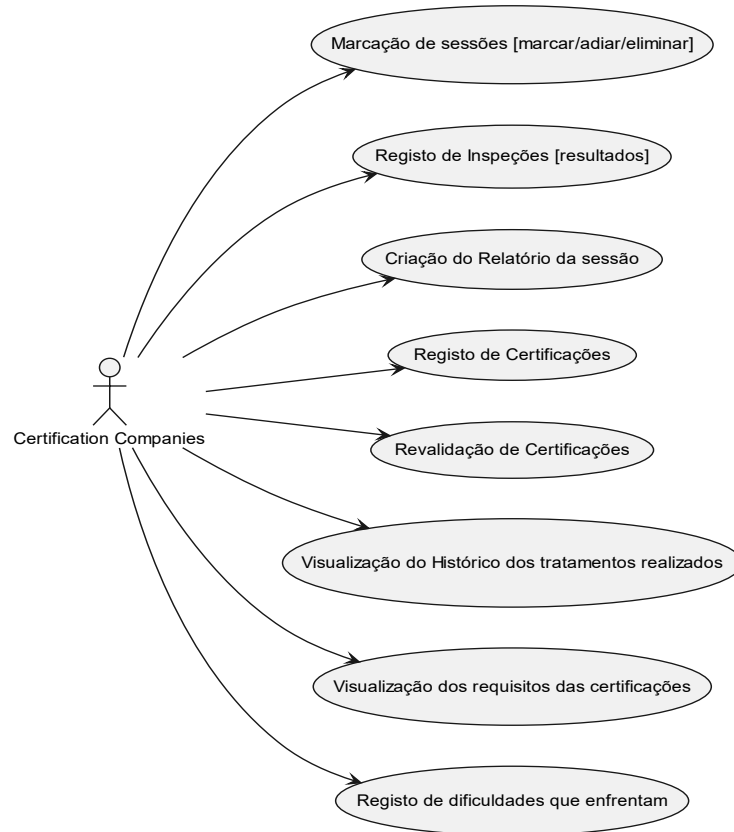 Marcação de sessões [marcar/adiar/eliminar]
Registo de Inspeções [resultados]
Criação do Relatório da sessão
Registo de Certificações
Certification Companies
Revalidação de Certificações
Visualização do Histórico dos tratamentos realizados
Visualização dos requisitos das certificações
Registo de dificuldades que enfrentam